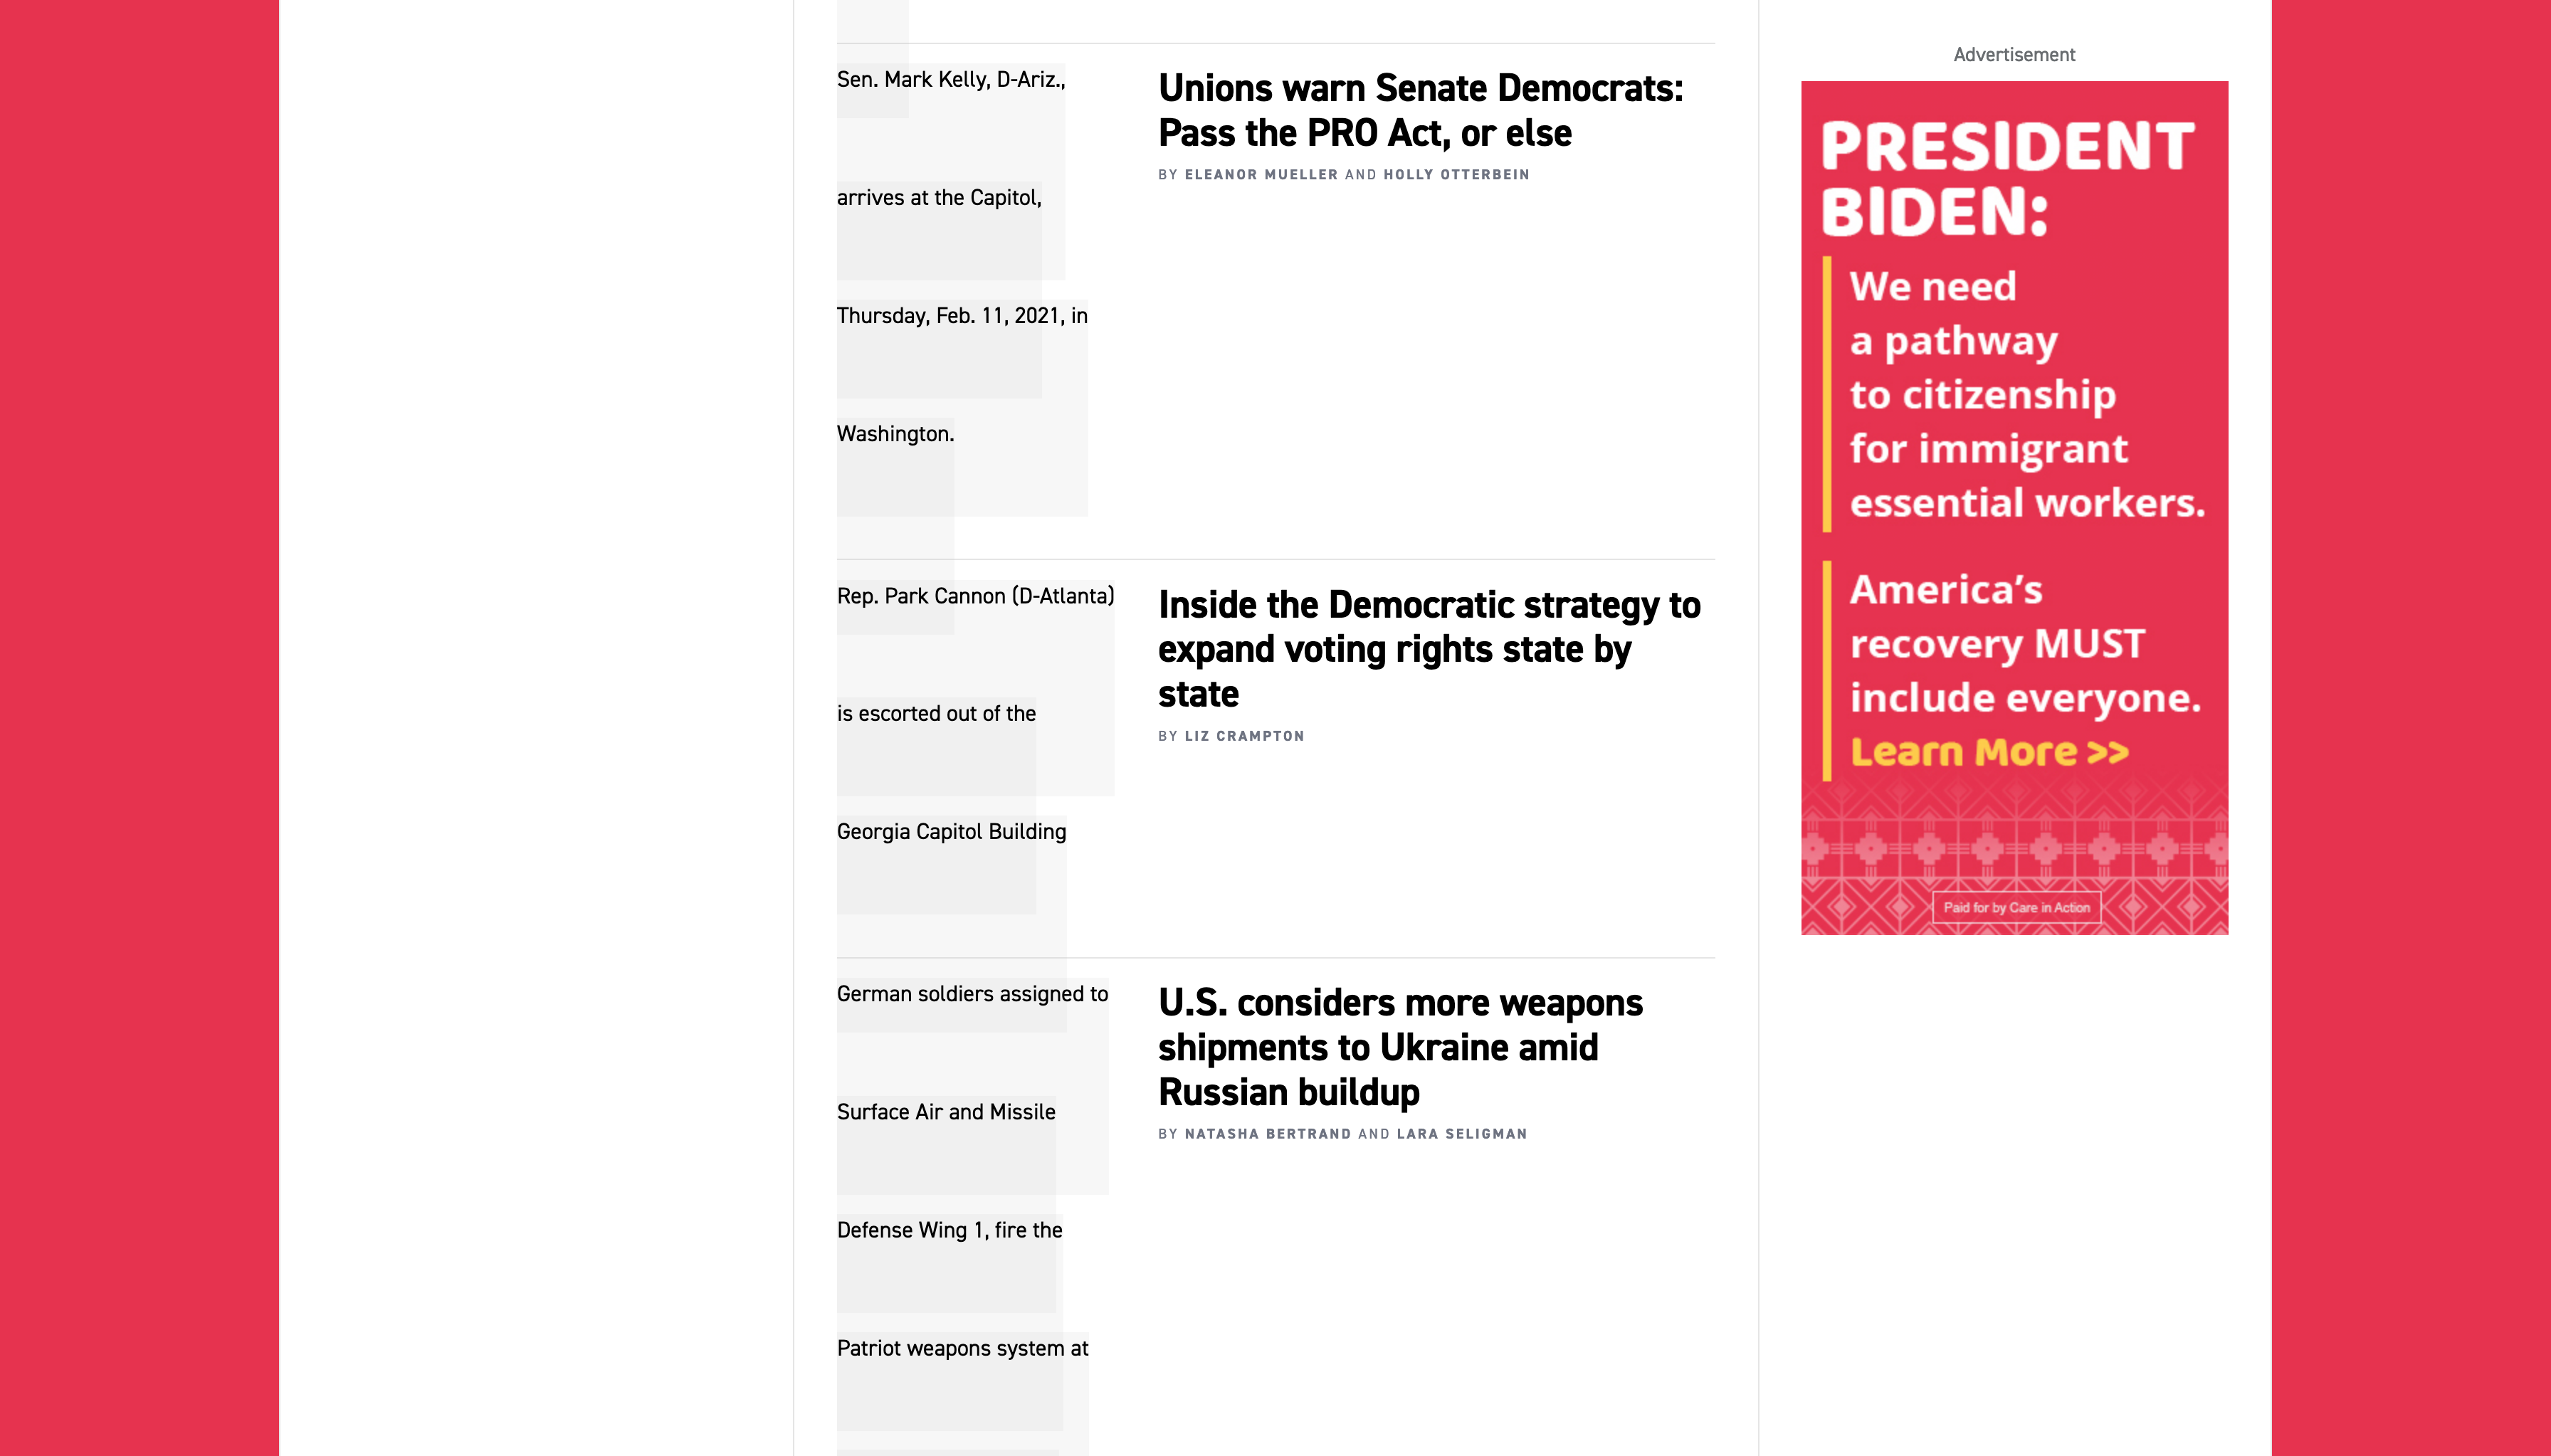 Sen. Mark Kelly, D-Ariz.,
arrives at the Capitol,
Thursday, Feb. 11, 2021, in
Washington.
Unions warn Senate Democrats:
Pass the PRO Act, or else
BY ELEANOR MUELLER AND HOLLY OTTERBEIN
Rep. Park Cannon (D-Atlanta)
is escorted out of the
Georgia Capitol Building
Inside the Democratic strategy to
expand voting rights state by
state
BY LIZ CRAMPTON
German soldiers assigned to
Surface Air and Missile
Defense Wing 1, fire the
Patriot weapons system at
U.S. considers more weapons
shipments to Ukraine amid
Russian buildup
BY NATASHA BERTRAND AND LARA SELIGMAN
Advertisement
PRESIDENT
BIDEN:
We need
a pathway
to citizenship
for immigrant
essential workers.
America's
recovery MUST
include everyone.
Learn More >>
Paid for by Care in Action